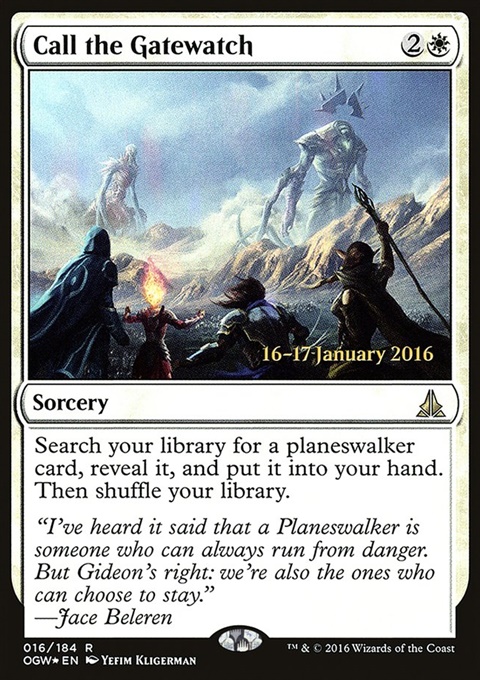 Call the Gatewatch 2
16–17 January 2016
Sorcery
Search your library for a planeswalker
card, reveal it, and put it into your hand.
Then shuffle your library.
“I’ve heard it said that a Planeswalker is
someone who can always run from danger.
But Gideon’s right: we’re also the ones who
can choose to stay.”
—Jace Beleren
016/184 R
OGW★EN Yefim Kligerman
™ & © 2016 Wizards of the Coast